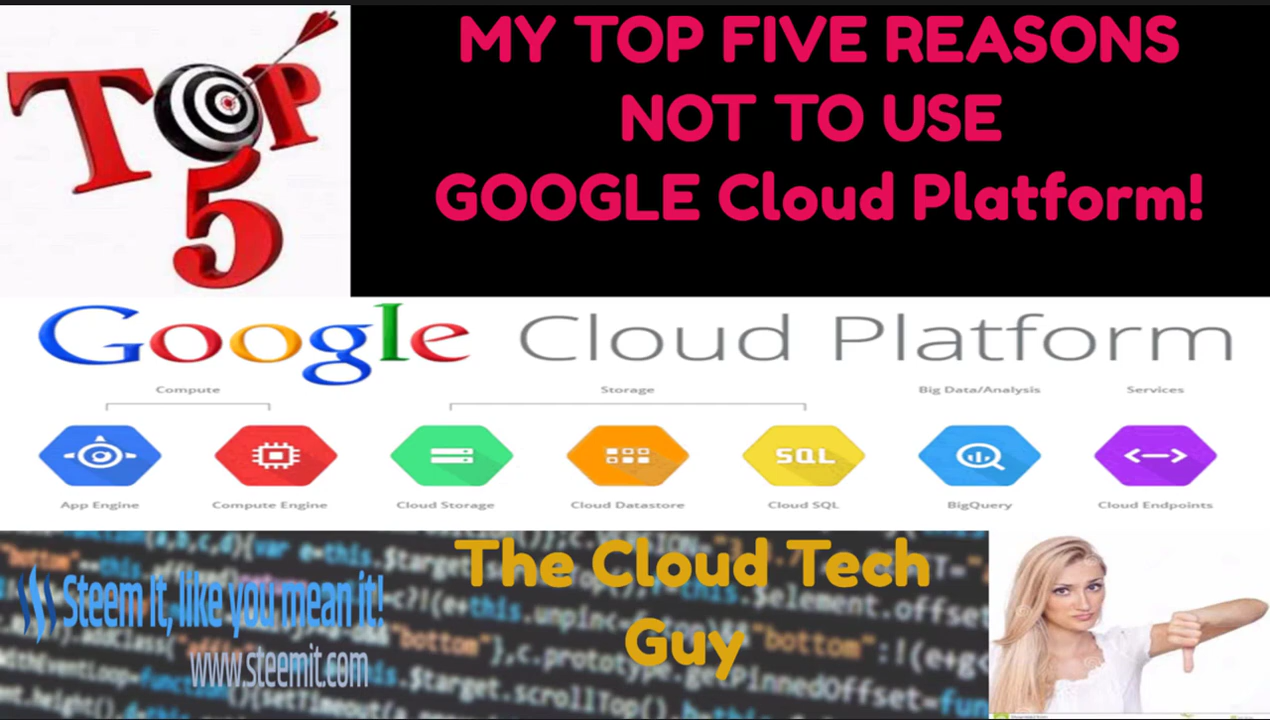 TOP
5
MY TOP FIVE REASONS
NOT TO USE
GOOGLE Cloud Platform!
Google Cloud Platform
Compute
Storage
Big Data/Analysis
Services
SQL
App Engine
Compute Engine
Cloud Storage
Cloud Datastore
Cloud SQL
BigQuery
Cloud Endpoints
The Cloud Tech
Guy
Steem It, like you mean it!
www.steemit.com